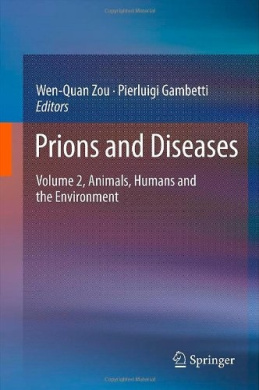 Wen-Quan Zou · Pierluigi Gambetti
Editors
Prions and Diseases
Volume 2, Animals, Humans and
the Environment
Springer